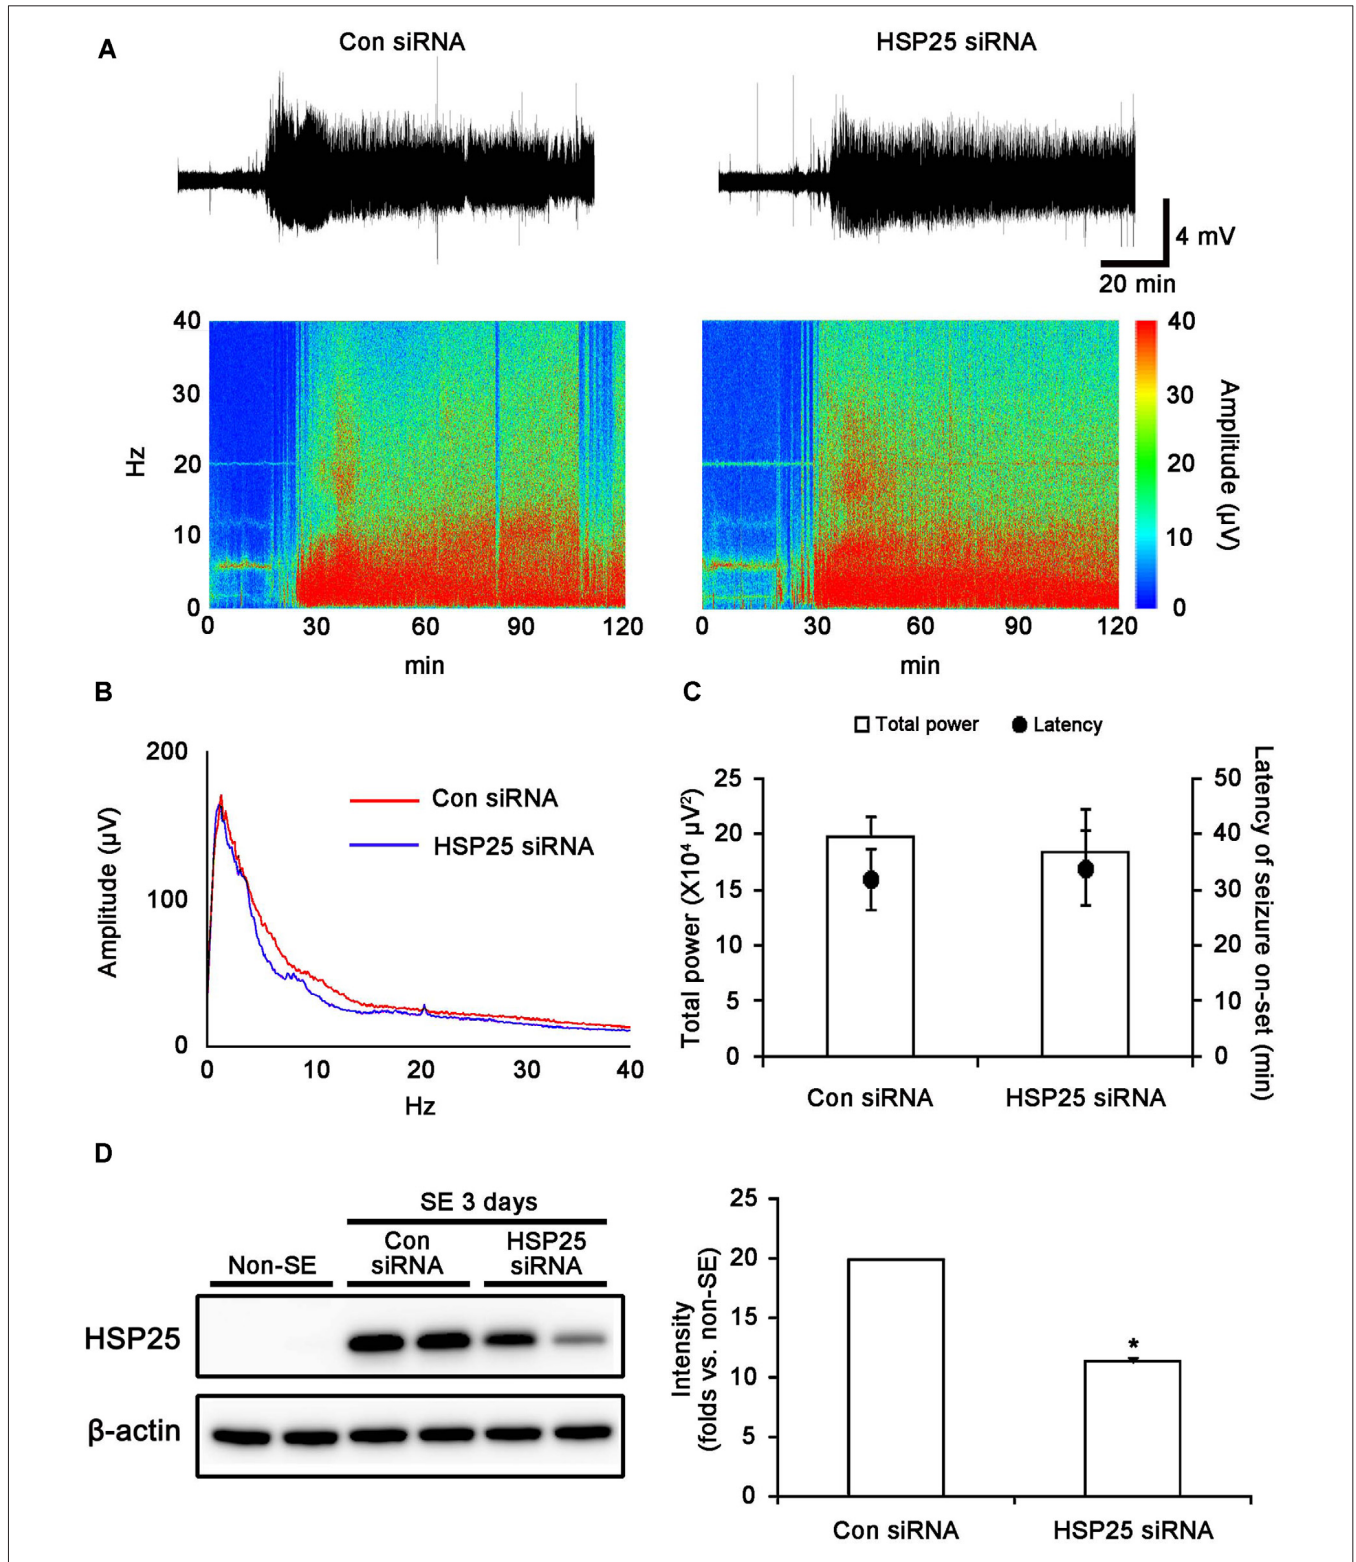 A
Con siRNA
HSP25 siRNA
4 mV
20 min
40
30
20
10
0
Hz
0
30
60
90
120
min
0
30
60
90
120
min
40
30
20
10
0
Amplitude (µV)
B
200
100
0
Amplitude (µV)
Con siRNA
HSP25 siRNA
0
10
20
30
40
Hz
C
Total power
Latency
25
20
15
10
5
0
Total power (X10⁴ µV²)
50
40
30
20
10
0
Latency of seizure on-set (min)
Con siRNA
HSP25 siRNA
D
SE 3 days
Non-SE
Con
siRNA
HSP25
siRNA
HSP25
β-actin
25
20
15
10
5
0
Intensity
(folds vs. non-SE)
*
Con siRNA
HSP25 siRNA